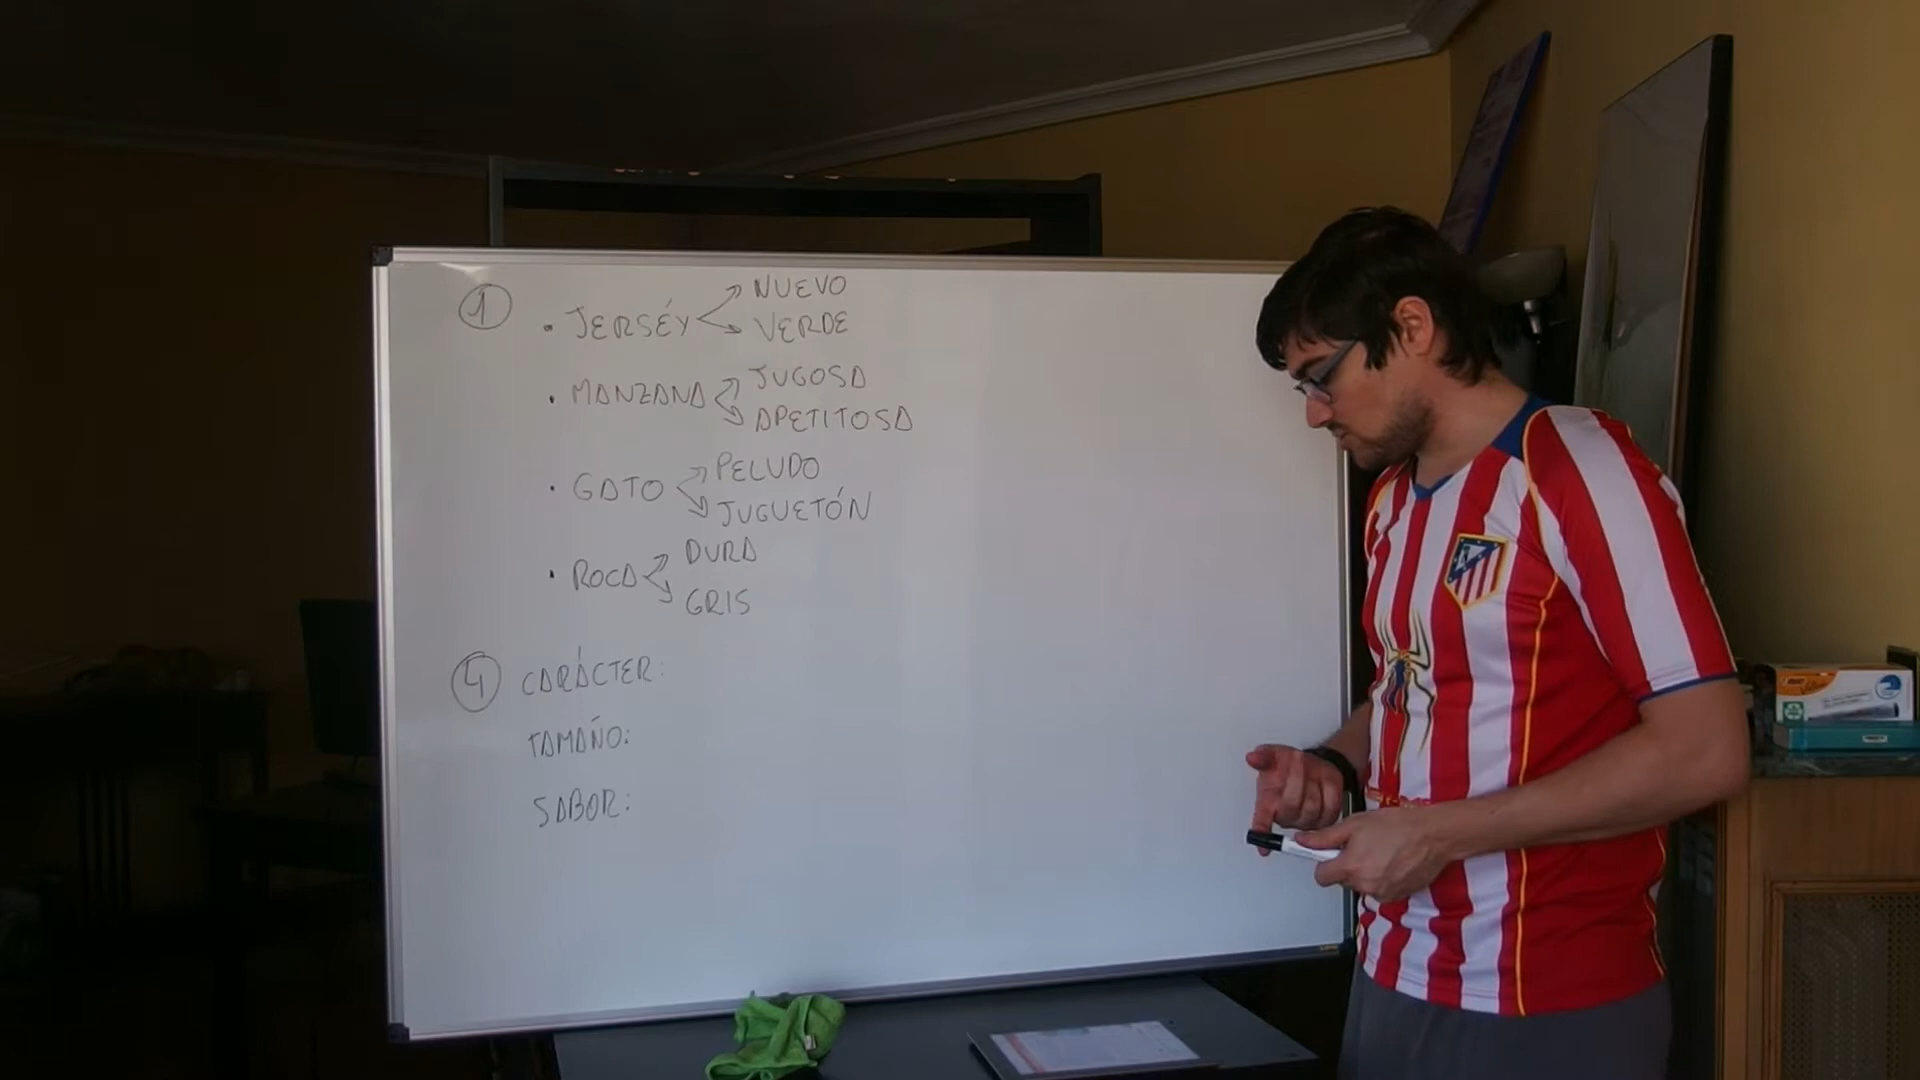 1
NUEVO
• JERSÉY
VERDE
JUGOSA
• MANZANA
APETITOSA
PELUDO
• GATO
JUGUETÓN
DURA
• ROCA
GRIS
4 CARÁCTER:
TAMAÑO:
SABOR: